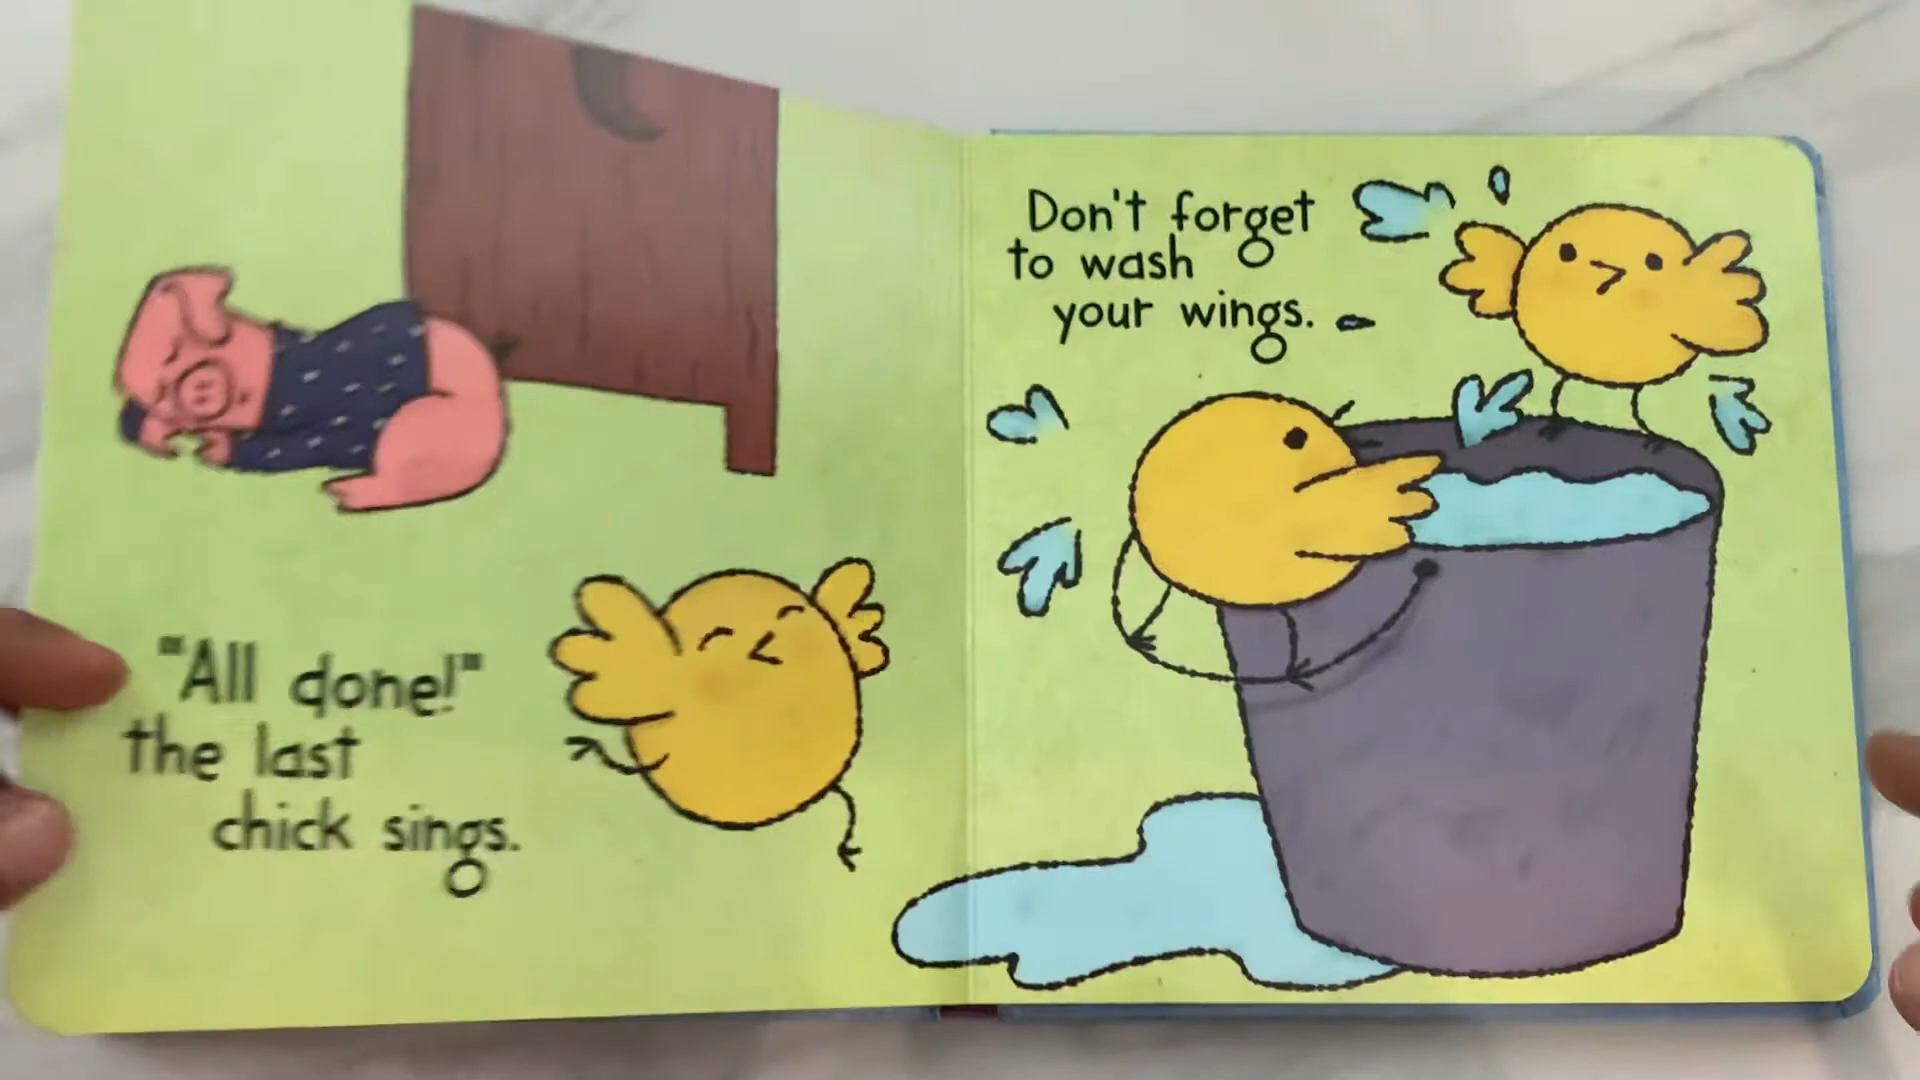 "All done!"
the last
chick sings.
Don't forget
to wash
your wings.